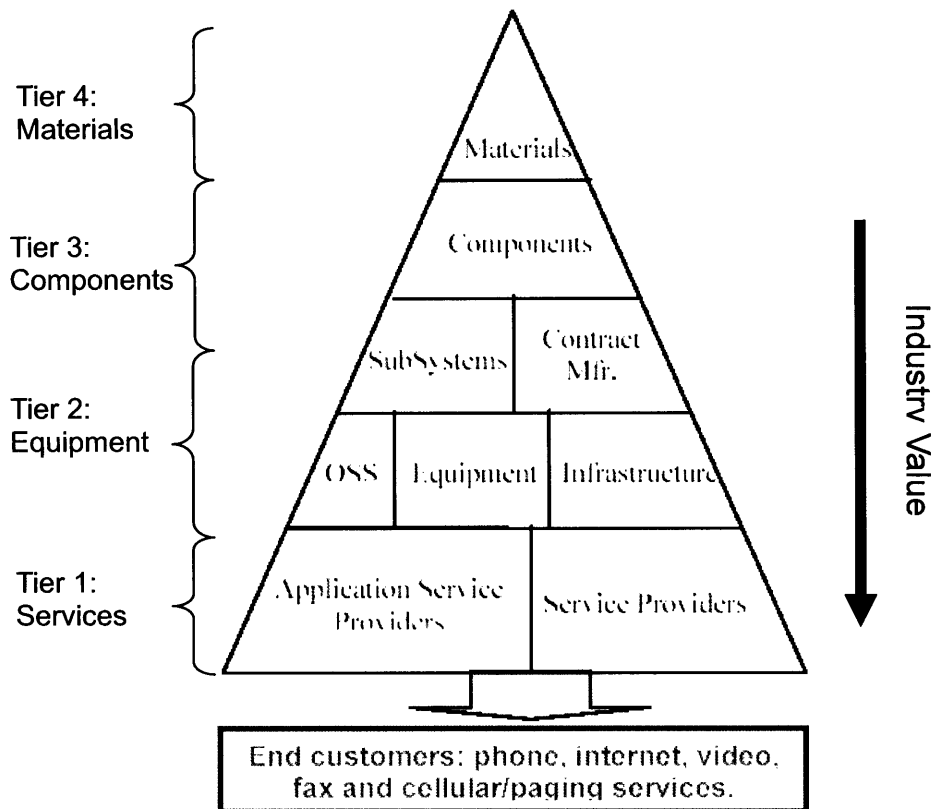 Tier 4:
Materials
Materials
Tier 3:
Components
Components
SubSystems
Contract
Mfr.
Tier 2:
Equipment
OSS
Equipment
Infrastructure
Tier 1:
Services
Application Service
Providers
Service Providers
Industry Value
End customers: phone, internet, video,
fax and cellular/paging services.